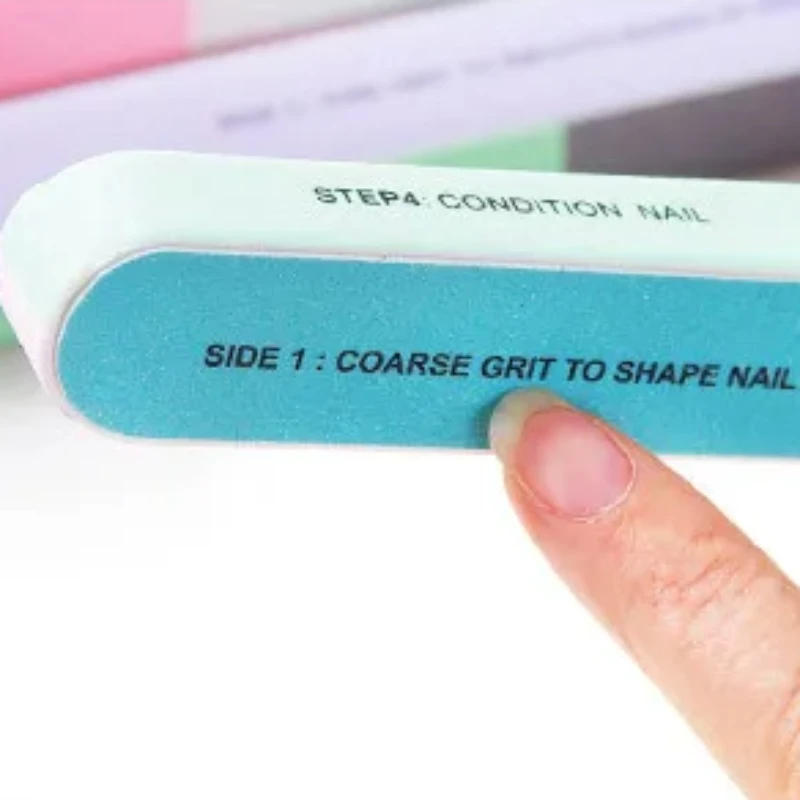 STEP4: CONDITION NAIL
SIDE 1 : COARSE GRIT TO SHAPE NAIL